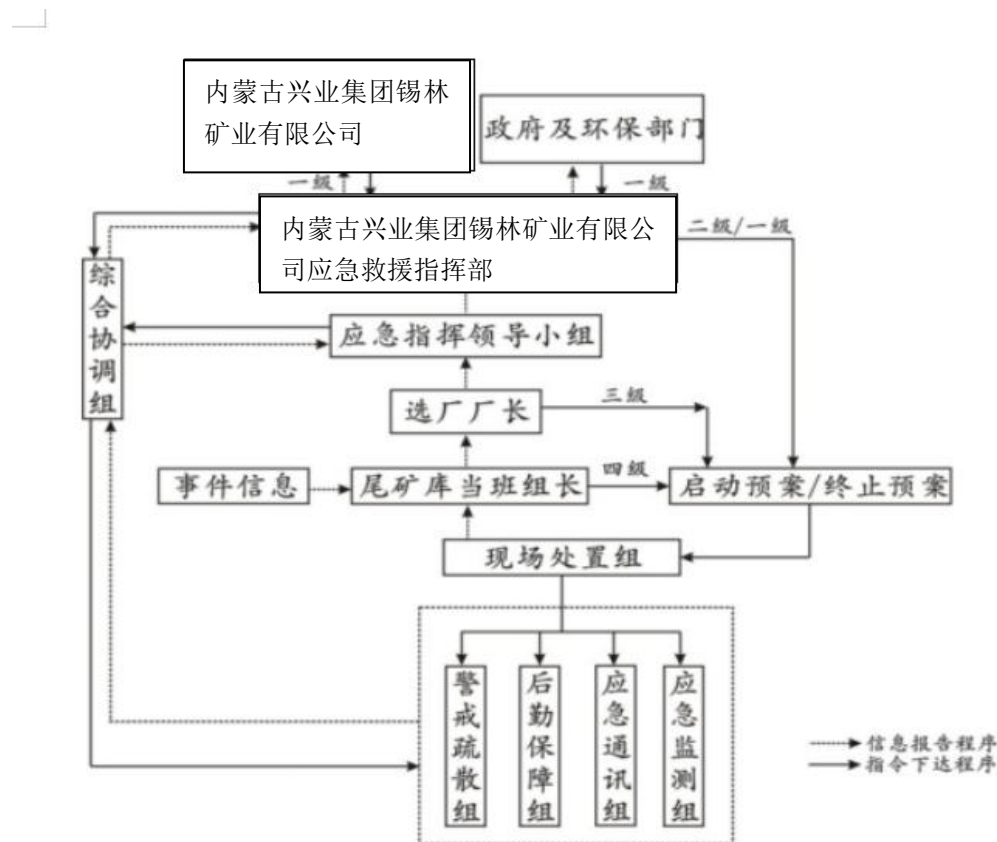 内蒙古兴业集团锡林
矿业有限公司
政府及环保部门
一级
一级
内蒙古兴业集团锡林矿业有限公
司应急救援指挥部
二级/一级
综合协调组
应急指挥领导小组
选厂厂长
三级
事件信息
尾矿库当班组长
四级
启动预案/终止预案
现场处置组
警戒疏散组
后勤保障组
应急通讯组
应急监测组
信息报告程序
指令下达程序